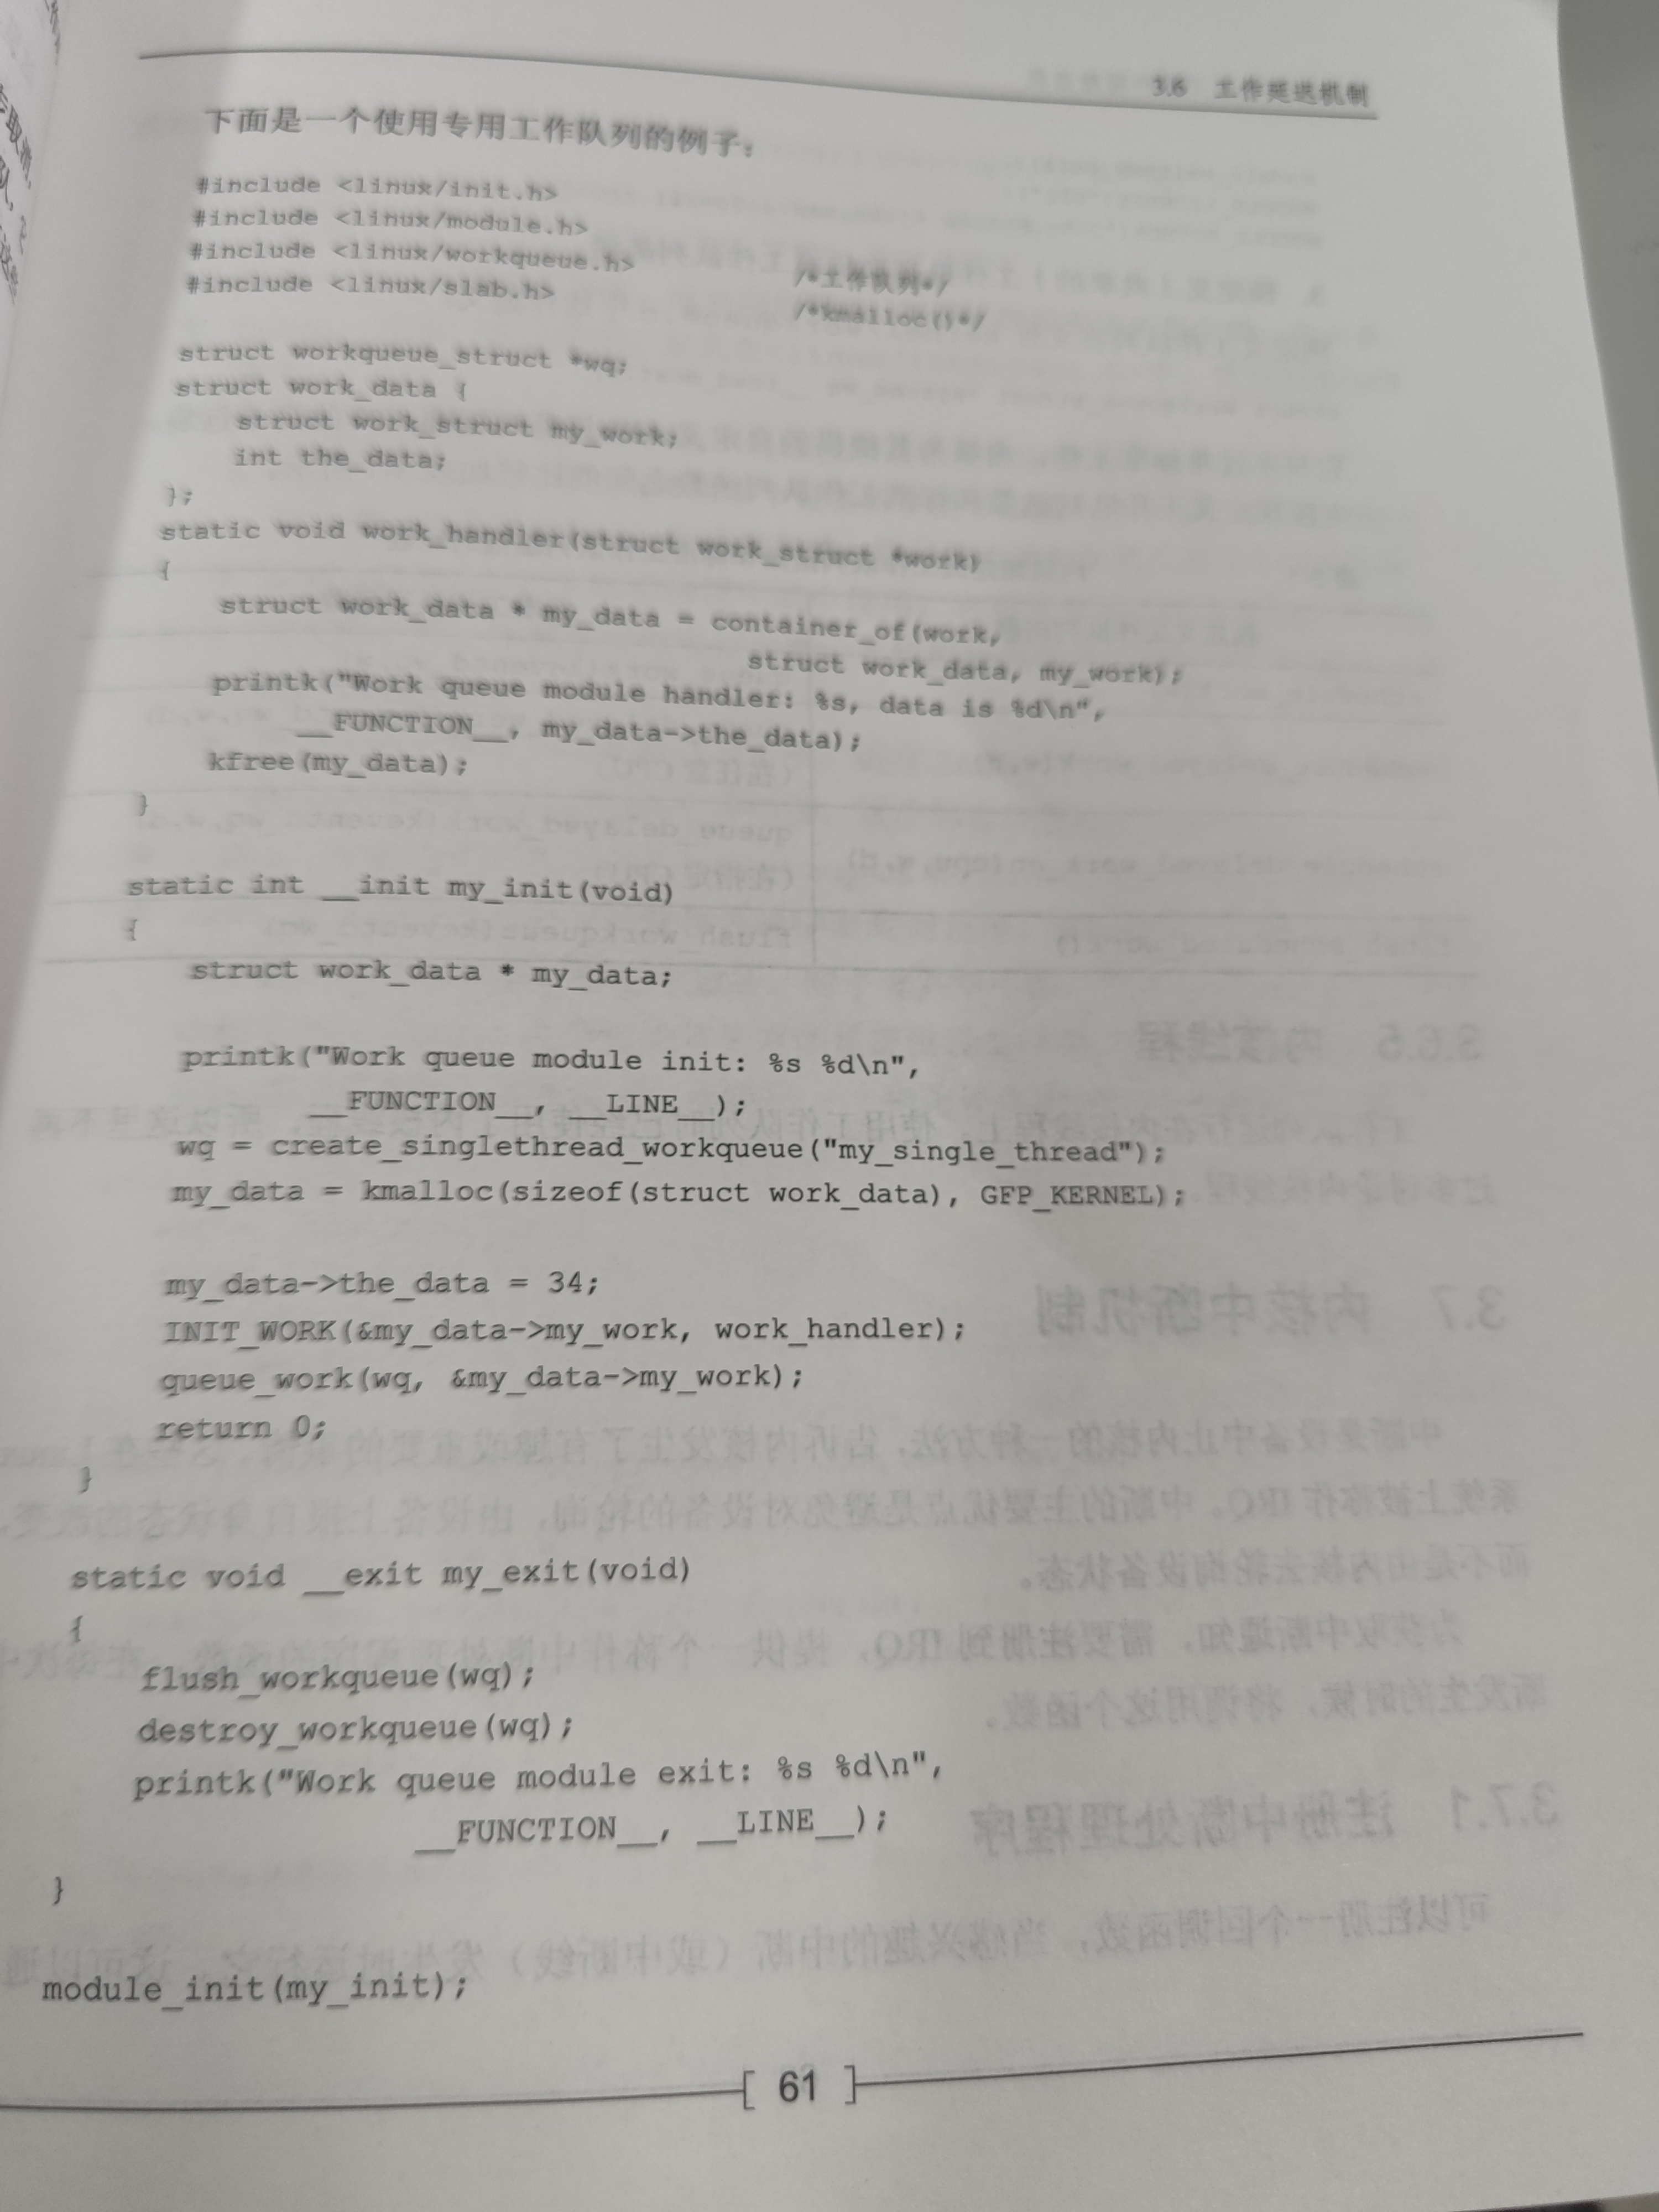 3.6 工作延迟机制
下面是一个使用专用工作队列的例子：
#include <linux/init.h>
#include <linux/module.h>
#include <linux/workqueue.h> /*工作队列*/
#include <linux/slab.h> /*kmalloc()*/
struct workqueue_struct *wq;
struct work_data {
struct work_struct my_work;
int the_data;
};
static void work_handler(struct work_struct *work)
{
struct work_data * my_data = container_of(work,
struct work_data, my_work);
printk("Work queue module handler: %s, data is %d\n",
__FUNCTION__, my_data->the_data);
kfree(my_data);
}
static int __init my_init(void)
{
struct work_data * my_data;
printk("Work queue module init: %s %d\n",
__FUNCTION__, __LINE__);
wq = create_singlethread_workqueue("my_single_thread");
my_data = kmalloc(sizeof(struct work_data), GFP_KERNEL);
my_data->the_data = 34;
INIT_WORK(&my_data->my_work, work_handler);
queue_work(wq, &my_data->my_work);
return 0;
}
static void __exit my_exit(void)
{
flush_workqueue(wq);
destroy_workqueue(wq);
printk("Work queue module exit: %s %d\n",
__FUNCTION__, __LINE__);
}
module_init(my_init);
[ 61 ]